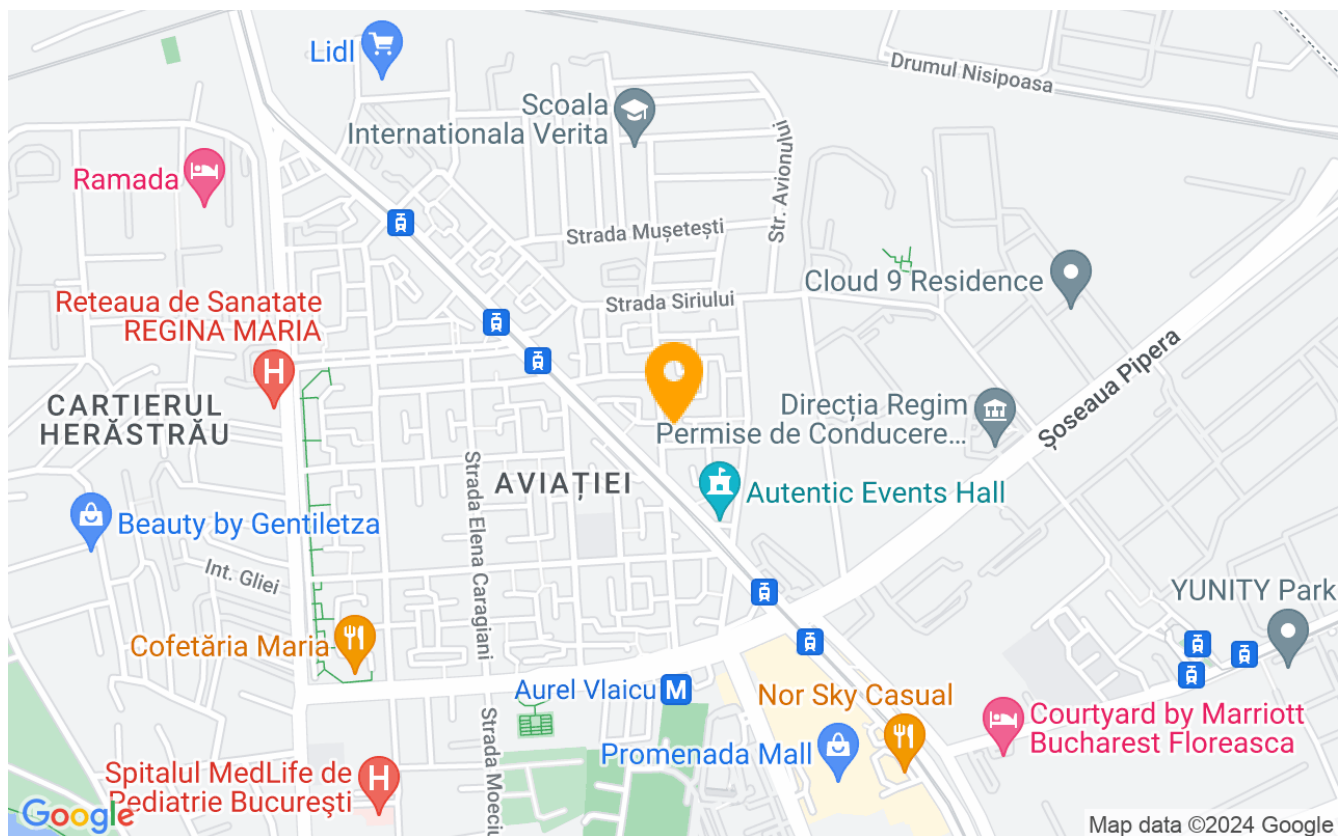 Lidl
Drumul Nisipoasa
Scoala
Internationala Verita
Str. Avionului
Ramada
Strada Mușetești
Cloud 9 Residence
Strada Siriului
Reteaua de Sanatate
REGINA MARIA
H
Șoseaua Pipera
CARTIERUL
HERĂSTRĂU
Direcția Regim
Permise de Conducere...
AVIAȚIEI
Strada Elena Caragiani
Autentic Events Hall
Beauty by Gentiletza
Int. Gliei
YUNITY Park
Cofetăria Maria
Aurel Vlaicu
M
Nor Sky Casual
Strada Moeciu
Courtyard by Marriott
Bucharest Floreasca
Promenada Mall
Spitalul MedLife de
Pediatrie București
H
Google
Map data ©2024 Google